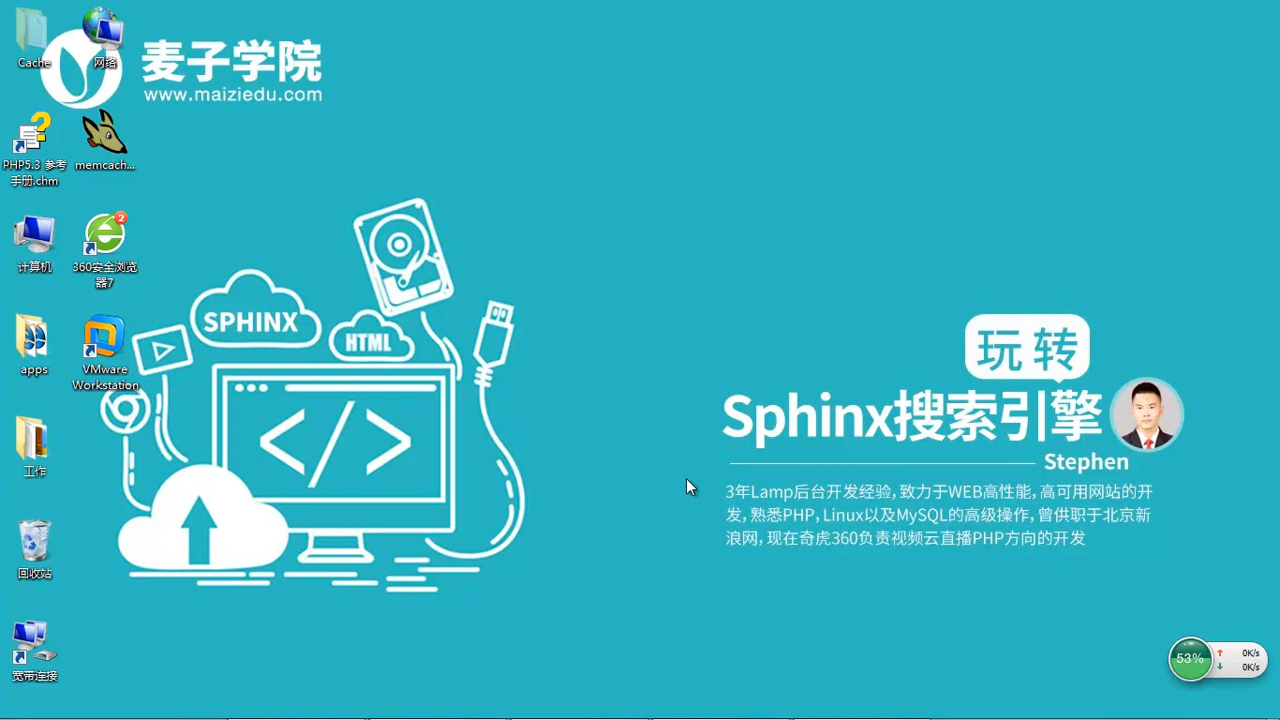 麦子学院
www.maiziedu.com
Cache
网络
PHP5.3 参考
手册.chm
memcach...
计算机
360安全浏览
器7
2
apps
VMware
Workstation
工作
回收站
宽带连接
SPHINX
HTML
</>
玩转
Sphinx搜索引擎
Stephen
3年Lamp后台开发经验,致力于WEB高性能,高可用网站的开
发,熟悉PHP,Linux以及MySQL的高级操作,曾供职于北京新
浪网,现在奇虎360负责视频云直播PHP方向的开发
53%
0K/s
0K/s